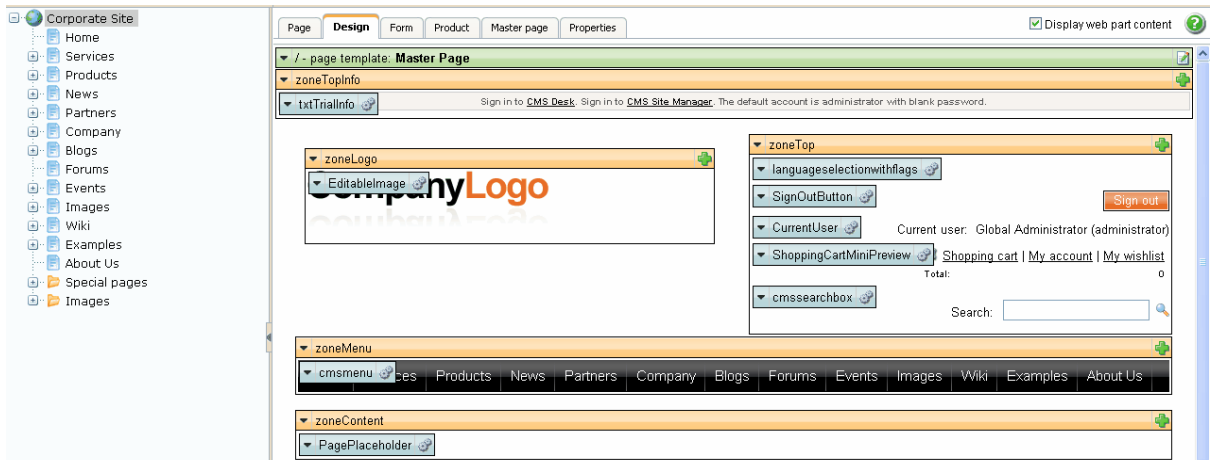 Corporate Site
Home
Services
Products
News
Partners
Company
Blogs
Forums
Events
Images
Wiki
Examples
About Us
Special pages
Images
Page Design Form Product Master page Properties
Display web part content
/ - page template: Master Page
zoneTopInfo
txtTrialInfo Sign in to CMS Desk. Sign in to CMS Site Manager. The default account is administrator with blank password.
zoneLogo
EditableImage nyLogo
zoneTop
languageselectionwithflags
SignOutButton Sign out
CurrentUser Current user: Global Administrator (administrator)
ShoppingCartMiniPreview Shopping cart | My account | My wishlist
Total: 0
cmssearchbox
Search:
zoneMenu
cmsmenu ces Products News Partners Company Blogs Forums Events Images Wiki Examples About Us
zoneContent
PagePlaceholder